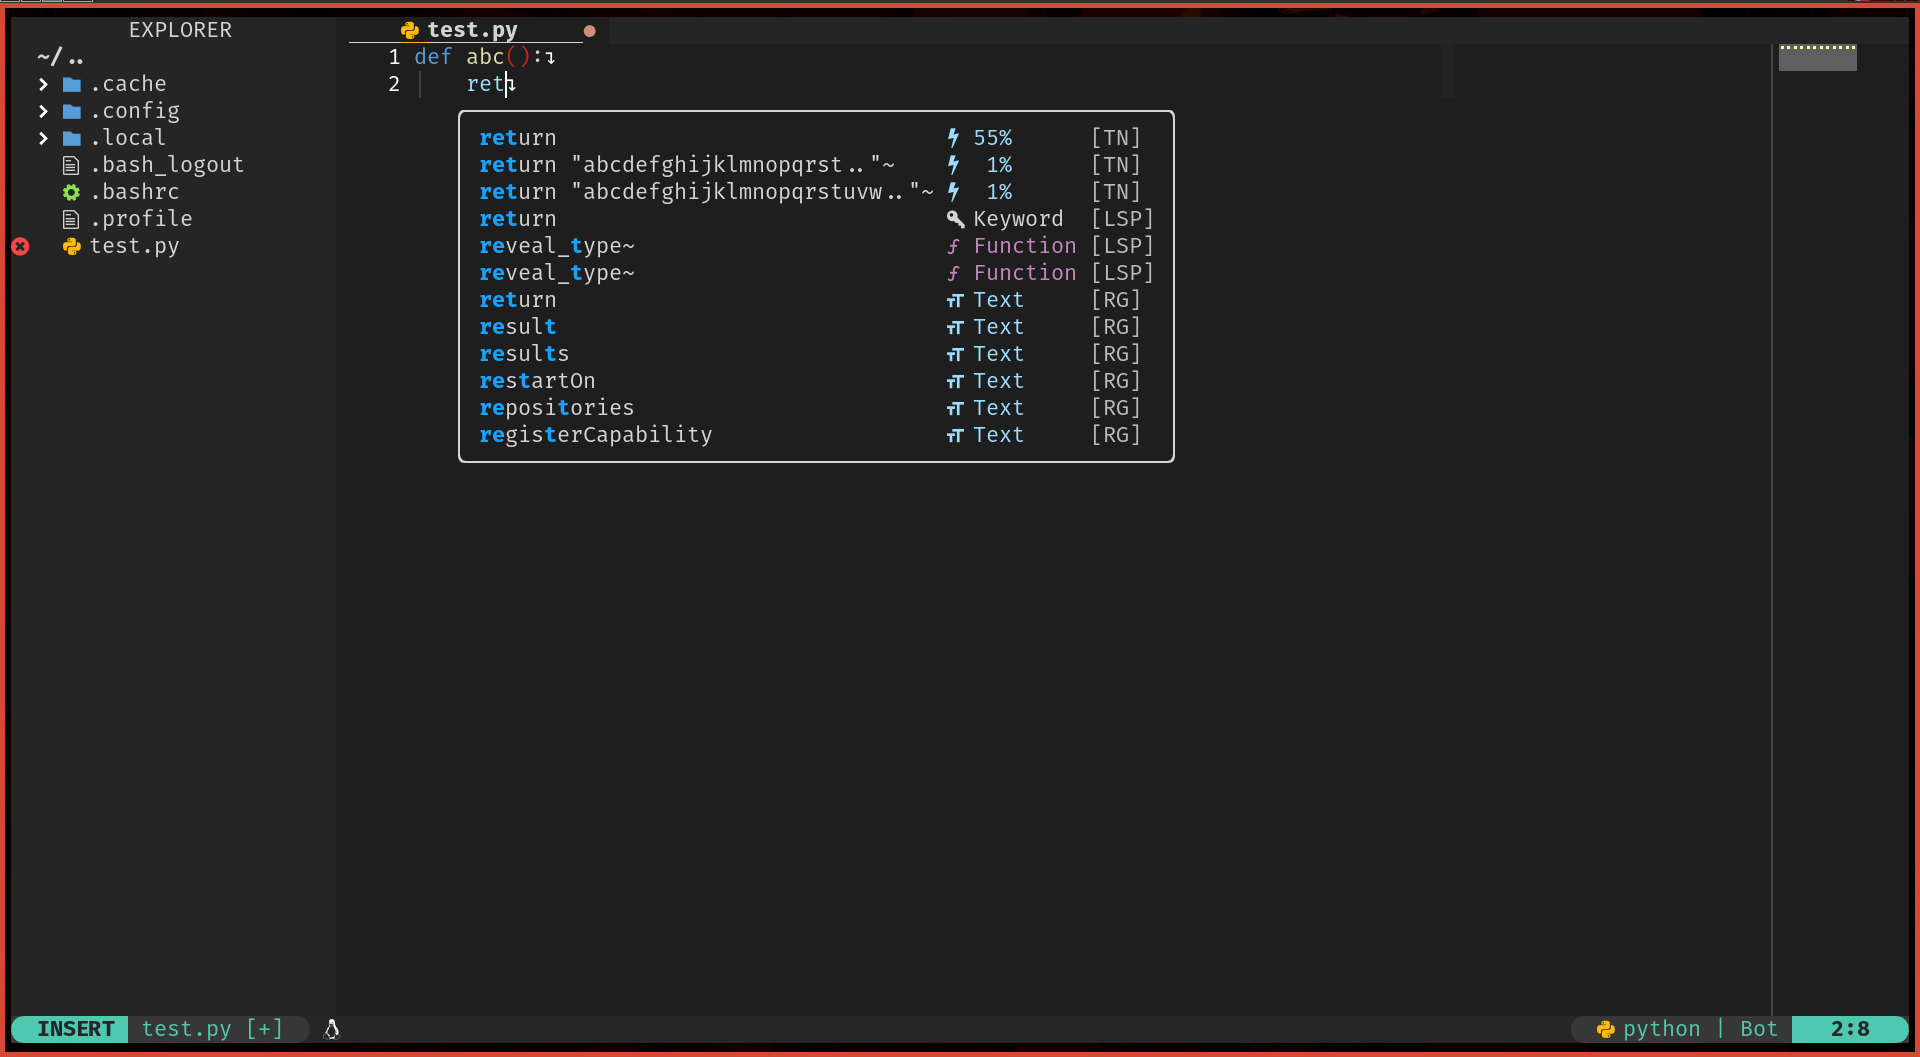 EXPLORER
~/..
.cache
.config
.local
.bash_logout
.bashrc
.profile
test.py
test.py
1 def abc():
2 ret
return 55% [TN]
return "abcdefghijklmnopqrst.."~ 1% [TN]
return "abcdefghijklmnopqrstuvw.."~ 1% [TN]
return Keyword [LSP]
reveal_type~ Function [LSP]
reveal_type~ Function [LSP]
return Text [RG]
result Text [RG]
results Text [RG]
restartOn Text [RG]
repositories Text [RG]
registerCapability Text [RG]
INSERT test.py [+] python | Bot 2:8